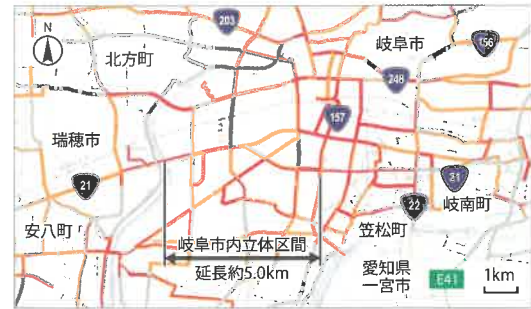 203
岐阜市
156
N
北方町
248
157
瑞穂市
21
21
岐南町
22
安八町
笠松町
岐阜市内立体区間
延長約5.0km
愛知県
一宮市
E41
1km